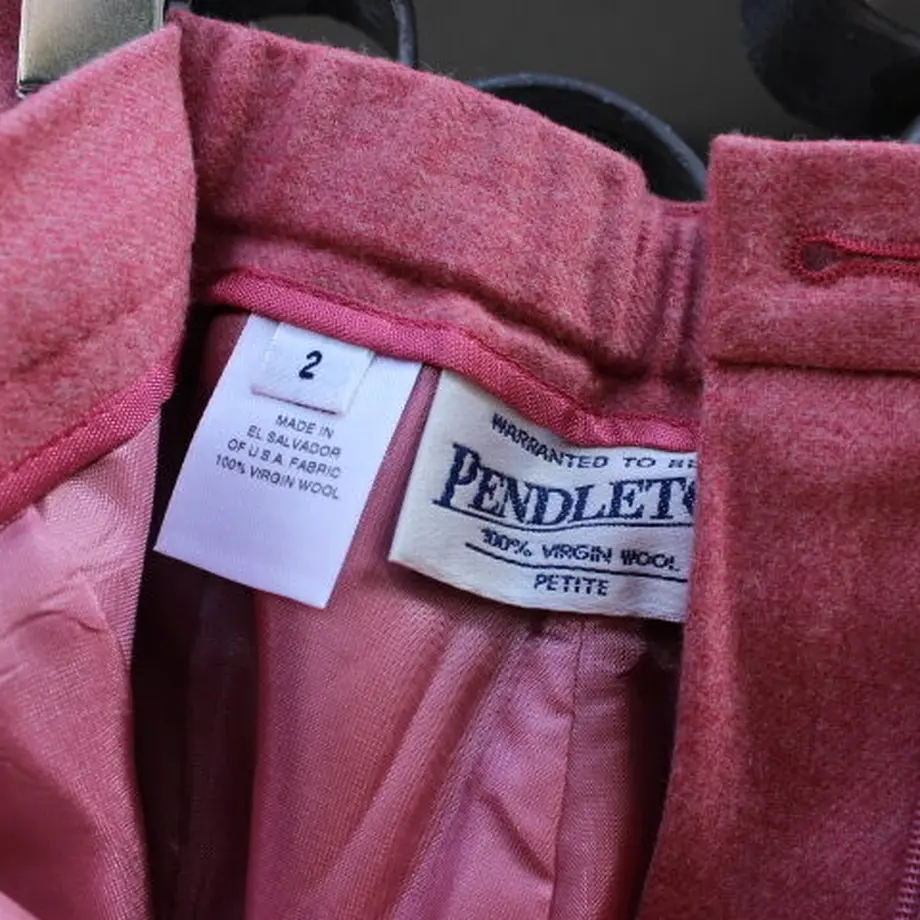 2
MADE IN
EL SALVADOR
OF U.S.A. FABRIC
100% VIRGIN WOOL
WARRANTED TO BE
PENDLETO
100% VIRGIN WOOL
PETITE